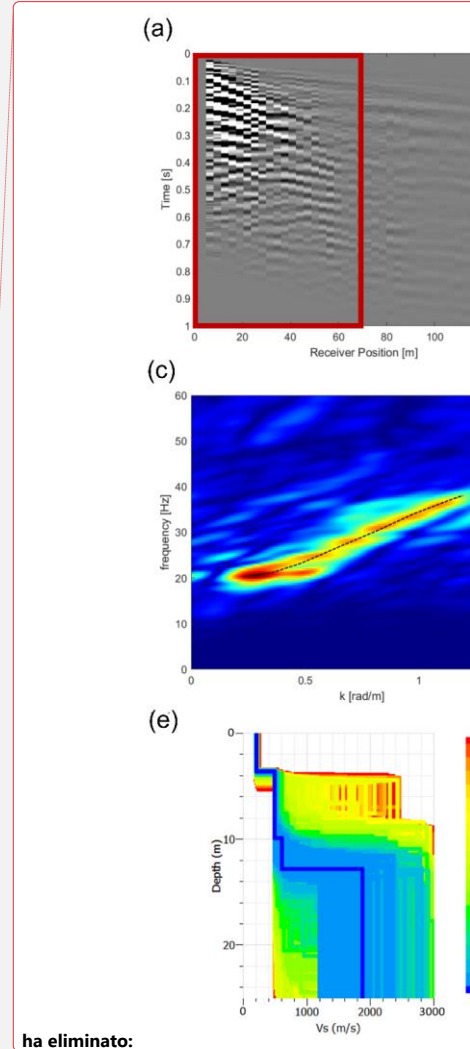 (a)
0
0.1
0.2
0.3
0.4
0.5
0.6
0.7
0.8
0.9
1
Time [s]
0 20 40 60 80 100
Receiver Position [m]
(c)
60
50
40
30
20
10
0
frequency [Hz]
0 0.5 1
k [rad/m]
(e)
0
10
20
Depth (m)
1000 2000 3000
Vs (m/s)
ha eliminato: